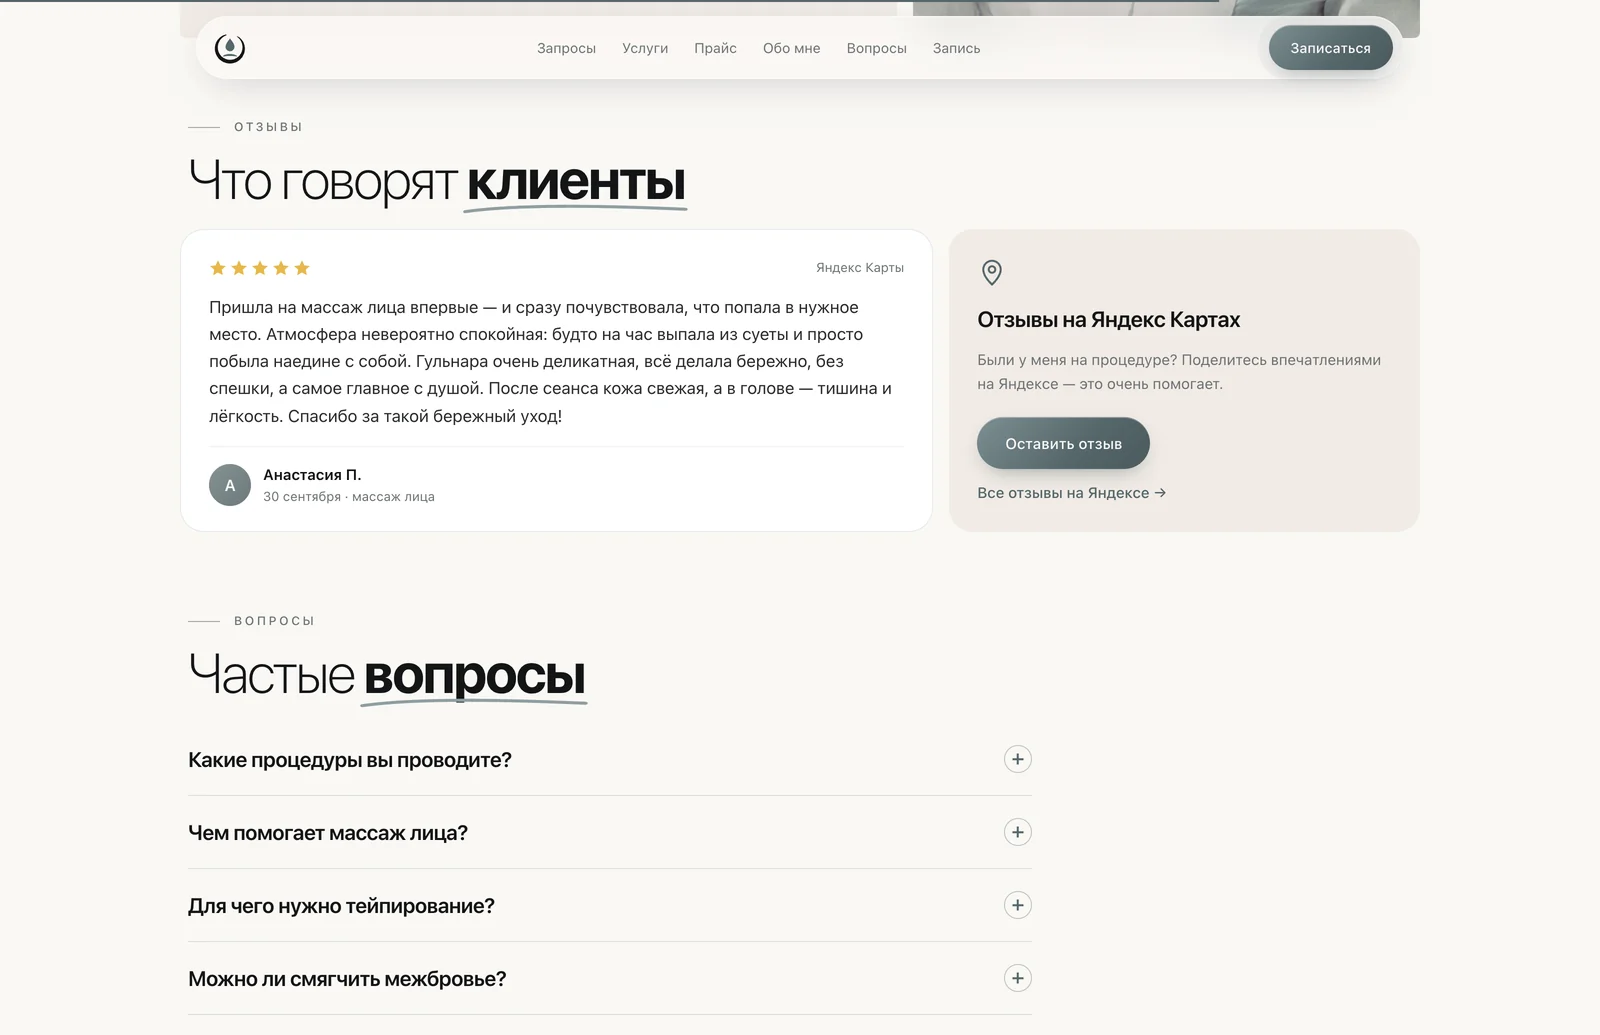 Запросы
Услуги
Прайс
Обо мне
Вопросы
Запись
Записаться
ОТЗЫВЫ
Что говорят клиенты
Яндекс Карты
Пришла на массаж лица впервые — и сразу почувствовала, что попала в нужное
место. Атмосфера невероятно спокойная: будто на час выпала из суеты и просто
побыла наедине с собой. Гульнара очень деликатная, всё делала бережно, без
спешки, а самое главное с душой. После сеанса кожа свежая, а в голове — тишина и
лёгкость. Спасибо за такой бережный уход!
А
Анастасия П.
30 сентября · массаж лица
Отзывы на Яндекс Картах
Были у меня на процедуре? Поделитесь впечатлениями
на Яндексе — это очень помогает.
Оставить отзыв
Все отзывы на Яндексе →
ВОПРОСЫ
Частые вопросы
Какие процедуры вы проводите?
Чем помогает массаж лица?
Для чего нужно тейпирование?
Можно ли смягчить межбровье?